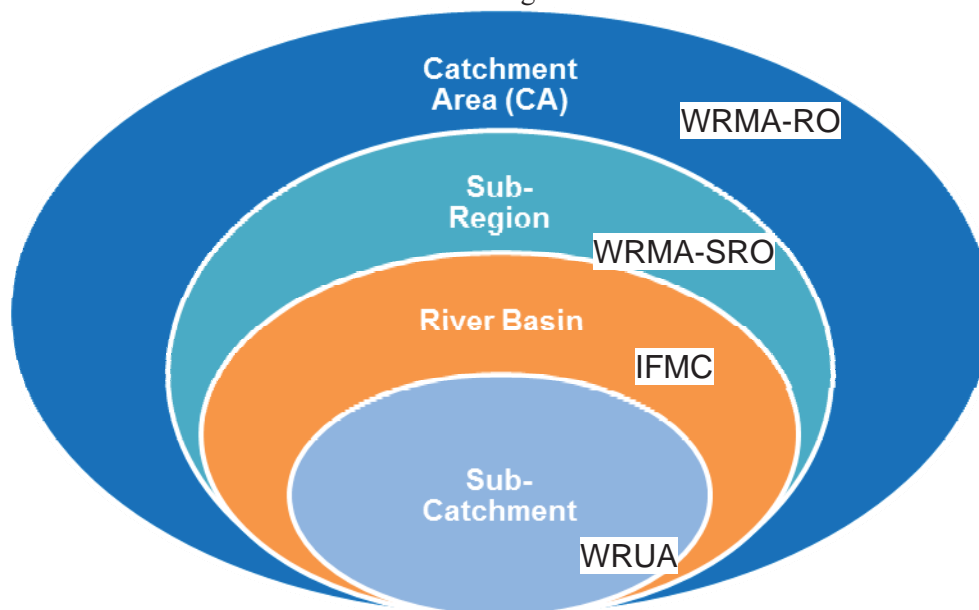 Catchment
Area (CA)
WRMA-RO
Sub-
Region
WRMA-SRO
River Basin
IFMC
Sub-
Catchment
WRUA